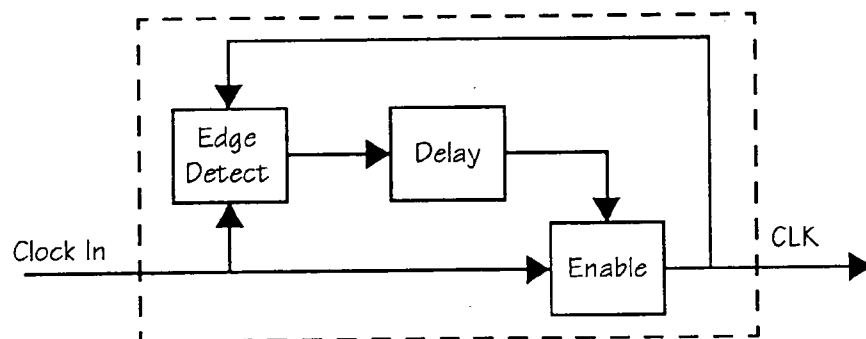 Edge
Detect
Delay
Clock In
Enable
CLK